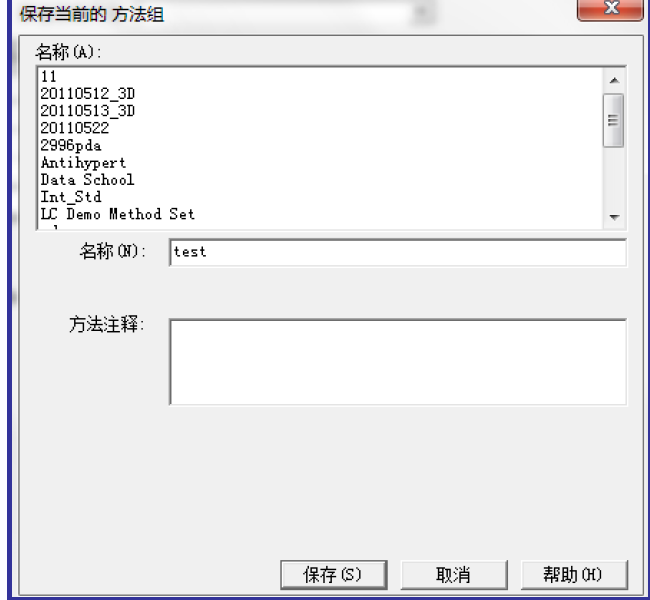 保存当前的 方法组
名称(A):
11
20110512_3D
20110513_3D
20110522
2996pda
Antihypert
Data School
Int_Std
LC Demo Method Set
名称(N):
test
方法注释:
保存(S)
取消
帮助(H)